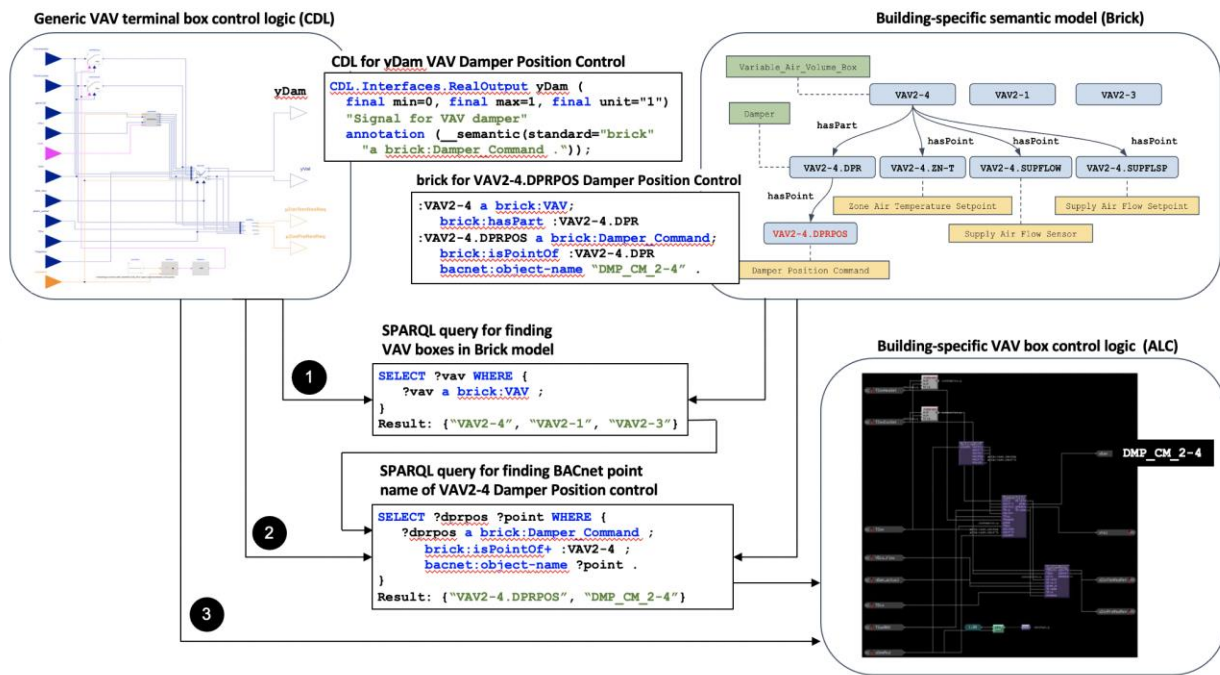 Generic VAV terminal box control logic (CDL)
yDam
CDL for yDam VAV Damper Position Control
CDL.Interfaces.RealOutput yDam (
final min=0, final max=1, final unit="1")
"Signal for VAV damper"
annotation (__semantic(standard="brick"
"a brick:Damper_Command ."));
brick for VAV2-4.DPRPOS Damper Position Control
:VAV2-4 a brick:VAV;
brick:hasPart :VAV2-4.DPR
:VAV2-4.DPRPOS a brick:Damper_Command;
brick:isPointOf :VAV2-4.DPR
bacnet:object-name "DMP_CM_2-4" .
Building-specific semantic model (Brick)
Variable_Air_Volume_Box
VAV2-4
VAV2-1
VAV2-3
Damper
hasPart
hasPoint
hasPoint
hasPoint
VAV2-4.DPR
VAV2-4.ZN-T
VAV2-4.SUPFLOW
VAV2-4.SUPFLSP
hasPoint
Zone Air Temperature Setpoint
Supply Air Flow Setpoint
VAV2-4.DPRPOS
Supply Air Flow Sensor
Damper Position Command
1
SPARQL query for finding
VAV boxes in Brick model
SELECT ?vav WHERE {
?vav a brick:VAV ;
}
Result: {"VAV2-4", "VAV2-1", "VAV2-3"}
2
SPARQL query for finding BACnet point
name of VAV2-4 Damper Position control
SELECT ?dprpos ?point WHERE {
?dprpos a brick:Damper_Command ;
brick:isPointOf+ :VAV2-4 ;
bacnet:object-name ?point .
}
Result: {"VAV2-4.DPRPOS", "DMP_CM_2-4"}
3
Building-specific VAV box control logic (ALC)
DMP_CM_2-4